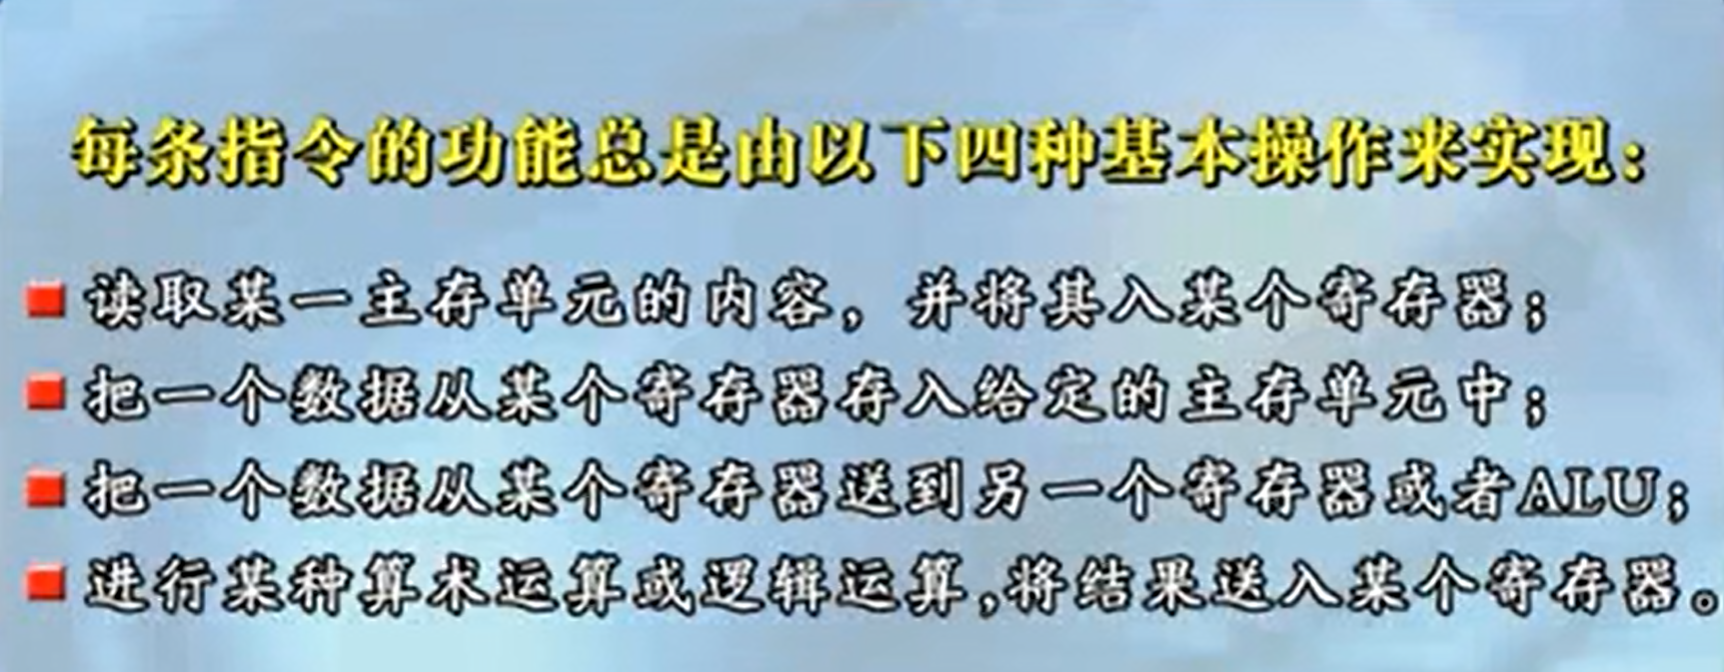 每条指令的功能总是由以下四种基本操作来实现：
读取某一主存单元的内容，并将其入某个寄存器；
把一个数据从某个寄存器存入给定的主存单元中；
把一个数据从某个寄存器送到另一个寄存器或者ALU；
进行某种算术运算或逻辑运算,将结果送入某个寄存器。